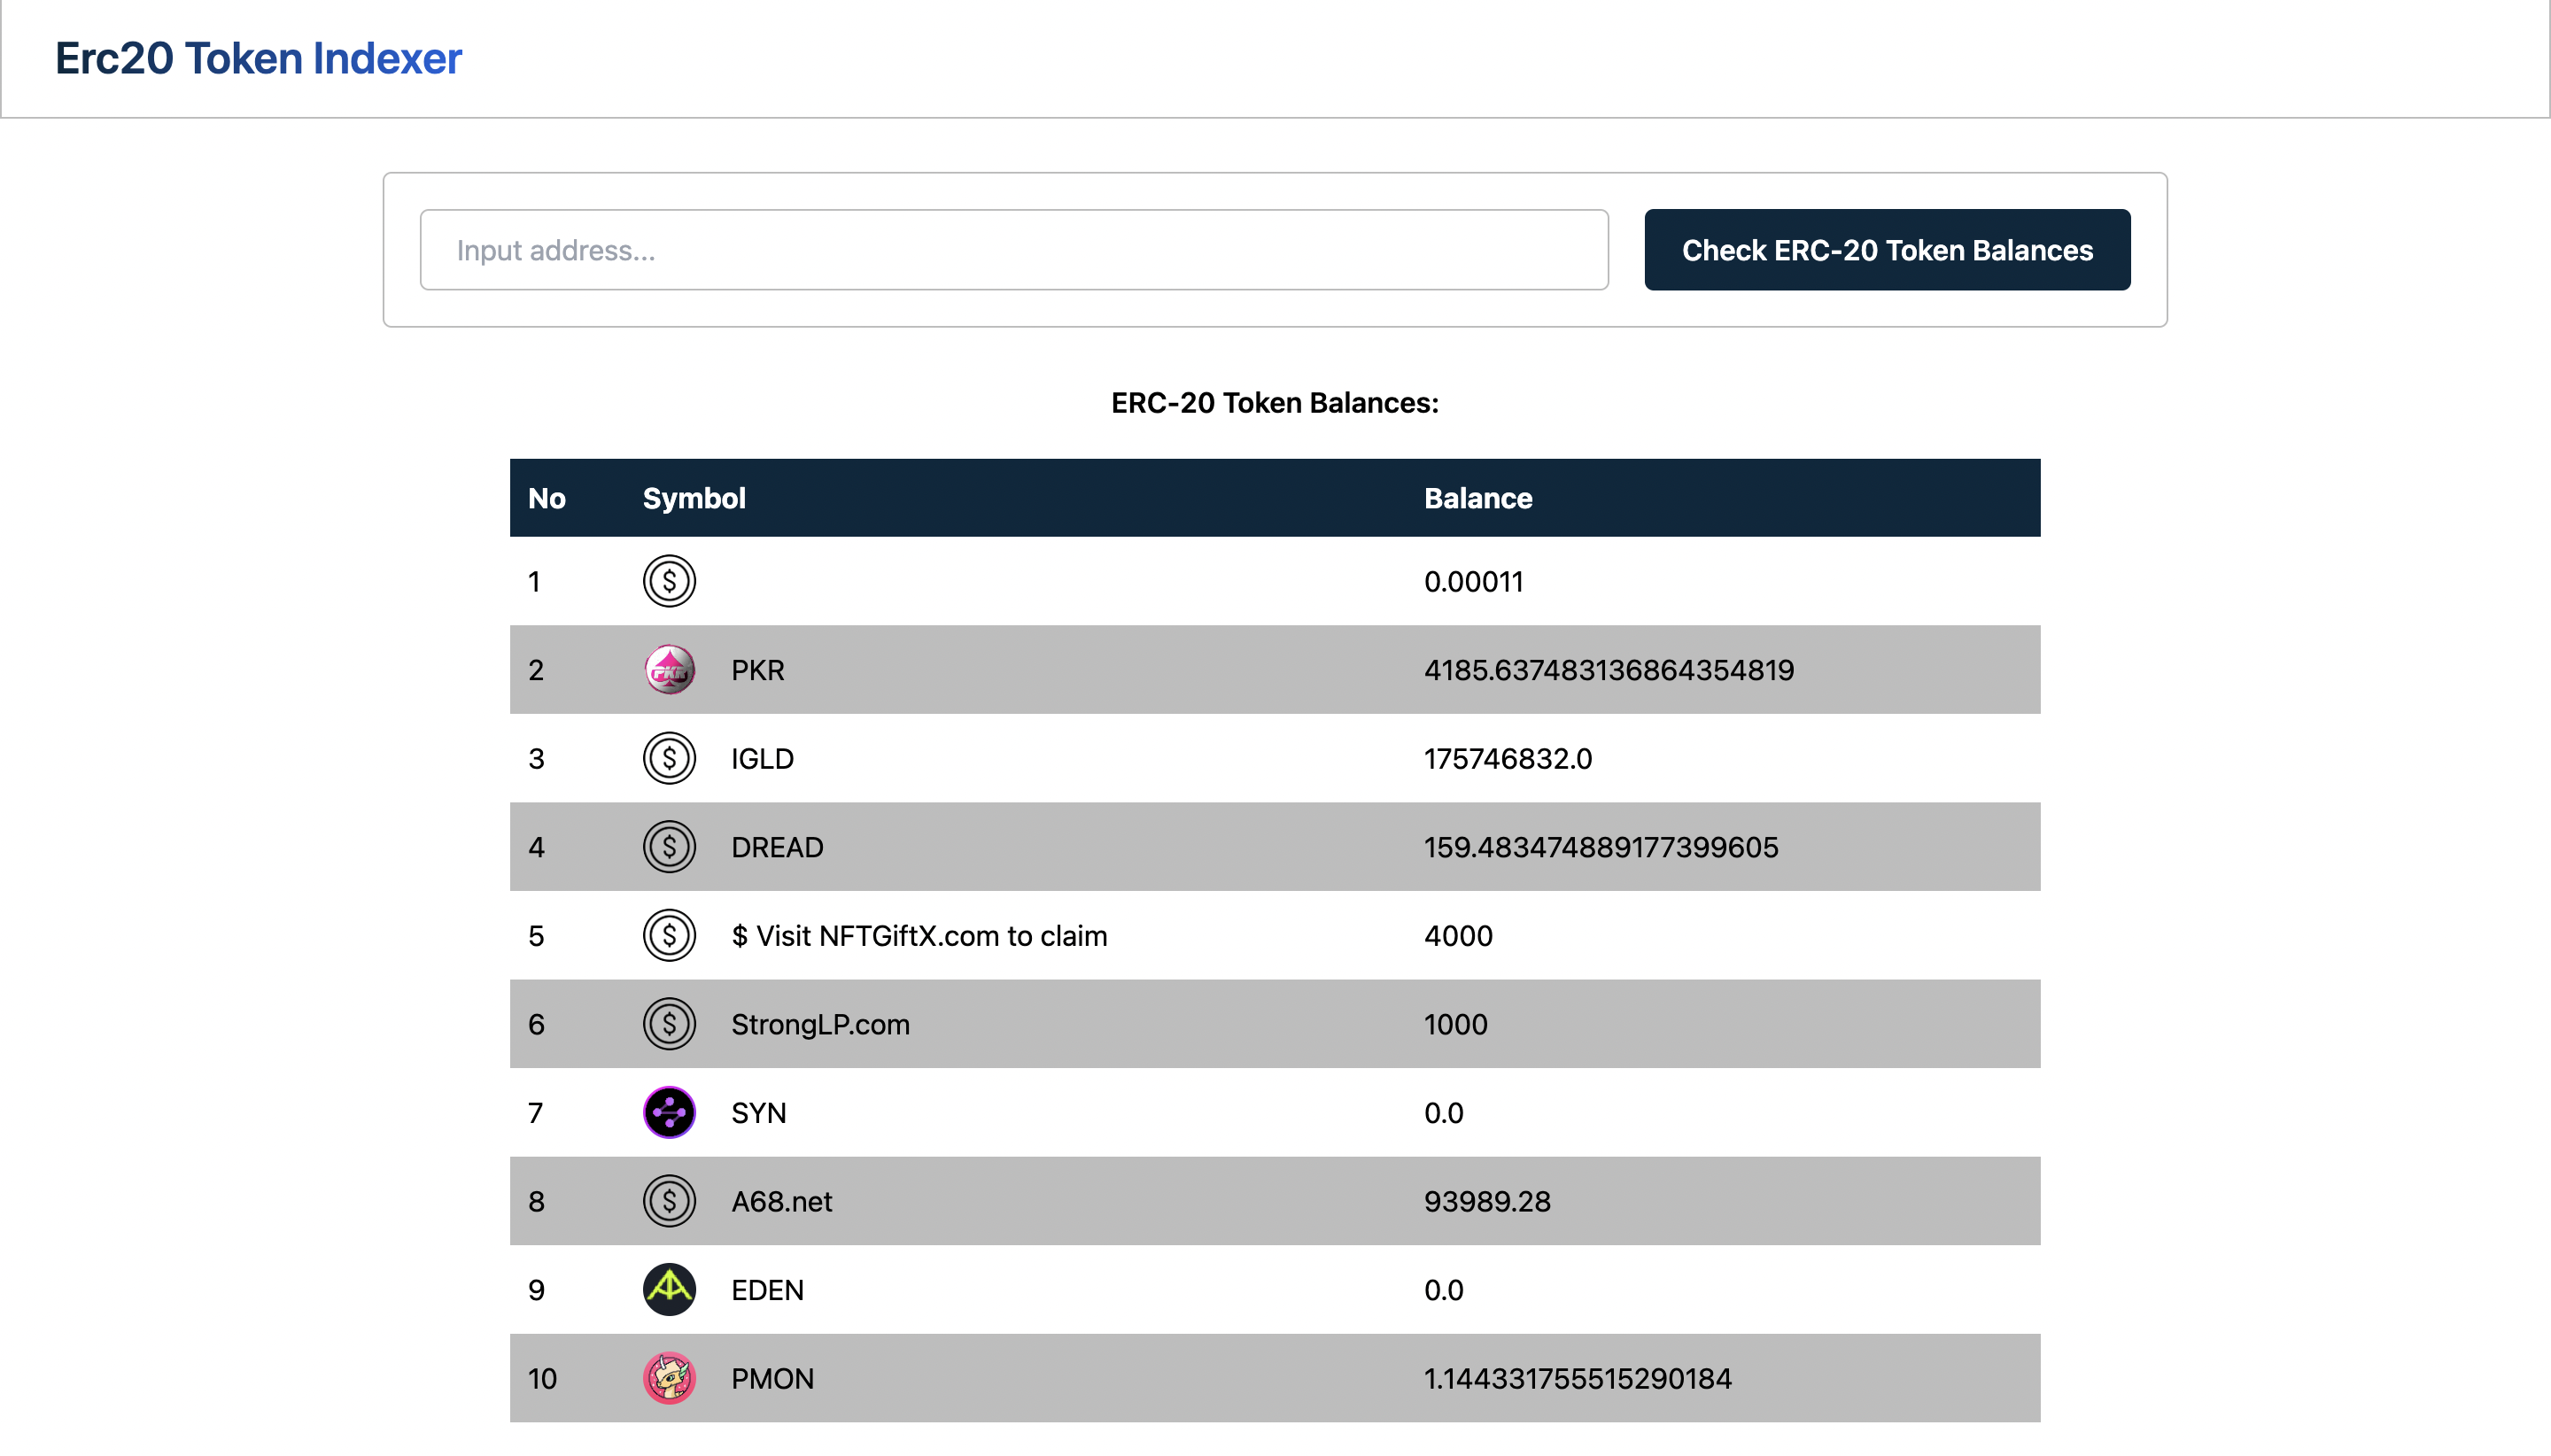 Erc20 Token Indexer
Input address...
Check ERC-20 Token Balances
ERC-20 Token Balances:
No Symbol Balance
1 $ 0.00011
2 PKR PKR 4185.637483136864354819
3 $ IGLD 175746832.0
4 $ DREAD 159.483474889177399605
5 $ $ Visit NFTGiftX.com to claim 4000
6 $ StrongLP.com 1000
7 SYN 0.0
8 $ A68.net 93989.28
9 EDEN 0.0
10 PMON 1.144331755515290184